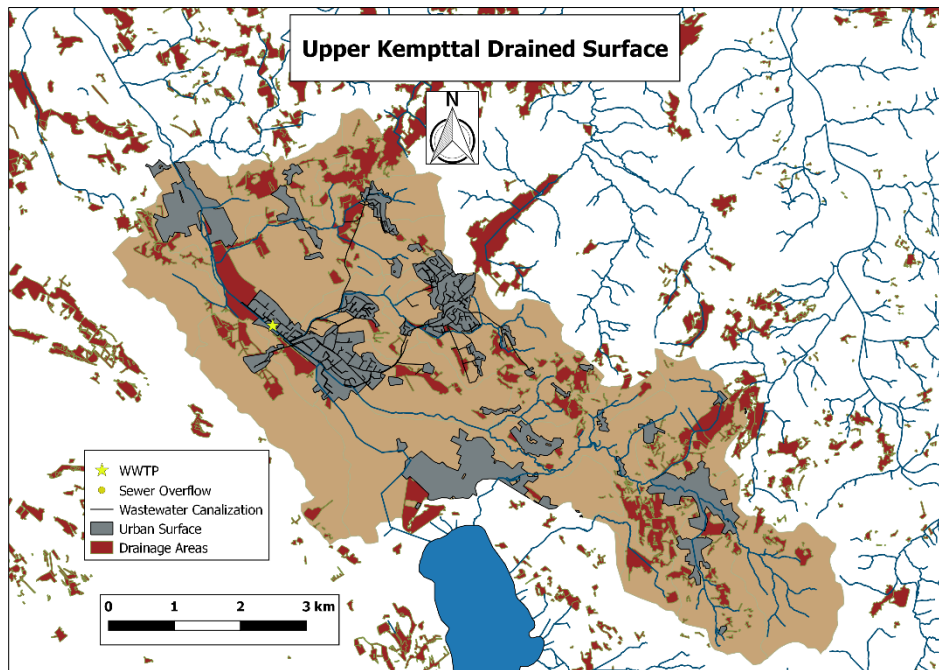 Upper Kempttal Drained Surface
N
WWTP
Sewer Overflow
Wastewater Canalization
Urban Surface
Drainage Areas
0 1 2 3 km